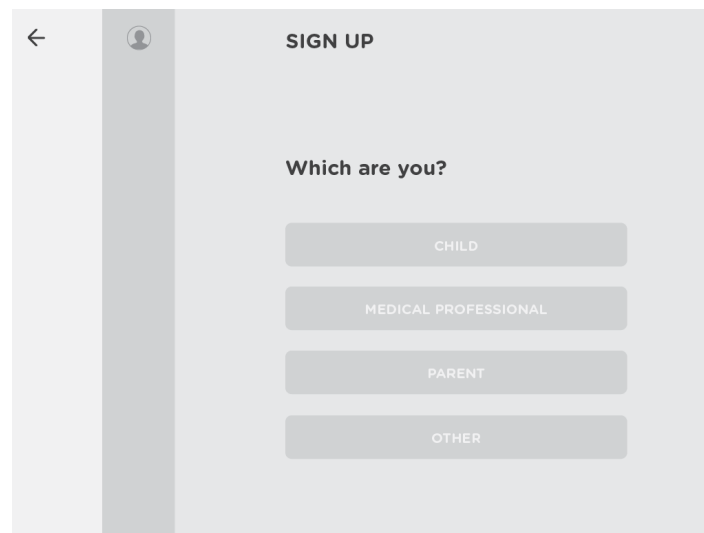 SIGN UP
Which are you?
CHILD
MEDICAL PROFESSIONAL
PARENT
OTHER